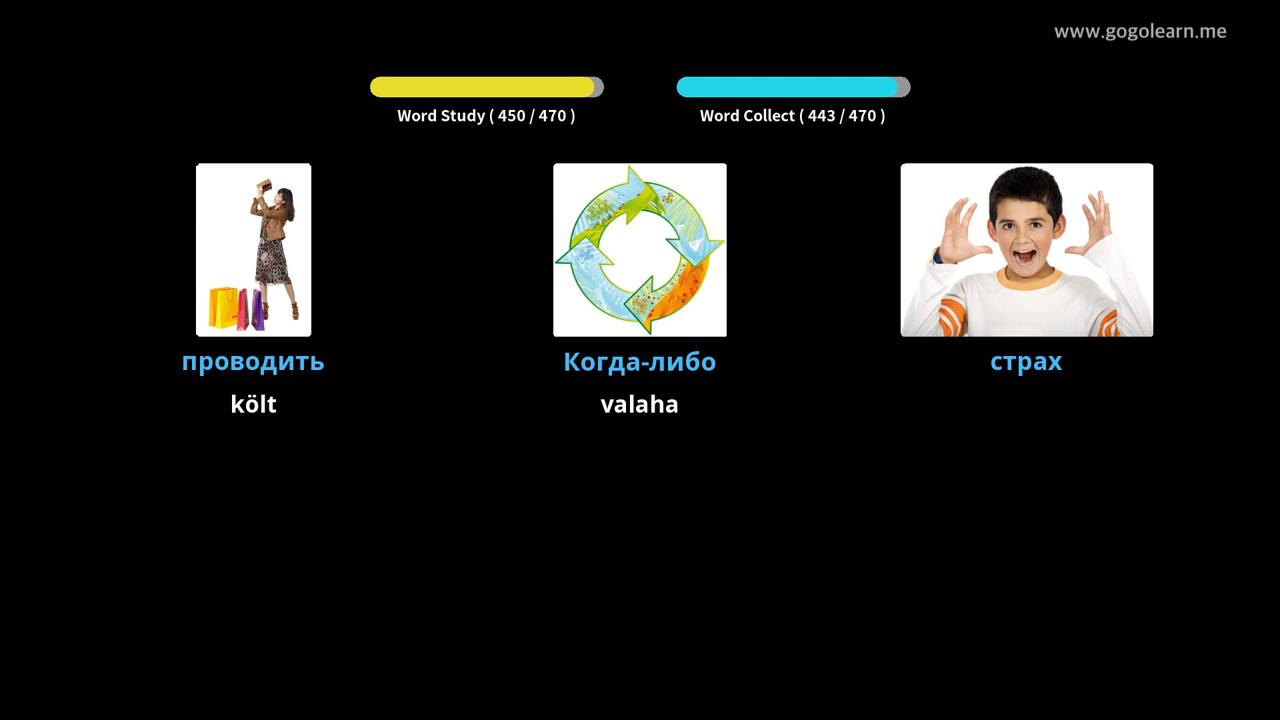 www.gogolearn.me
Word Study ( 450 / 470 )
Word Collect ( 443 / 470 )
проводить
Когда-либо
страх
költ
valaha